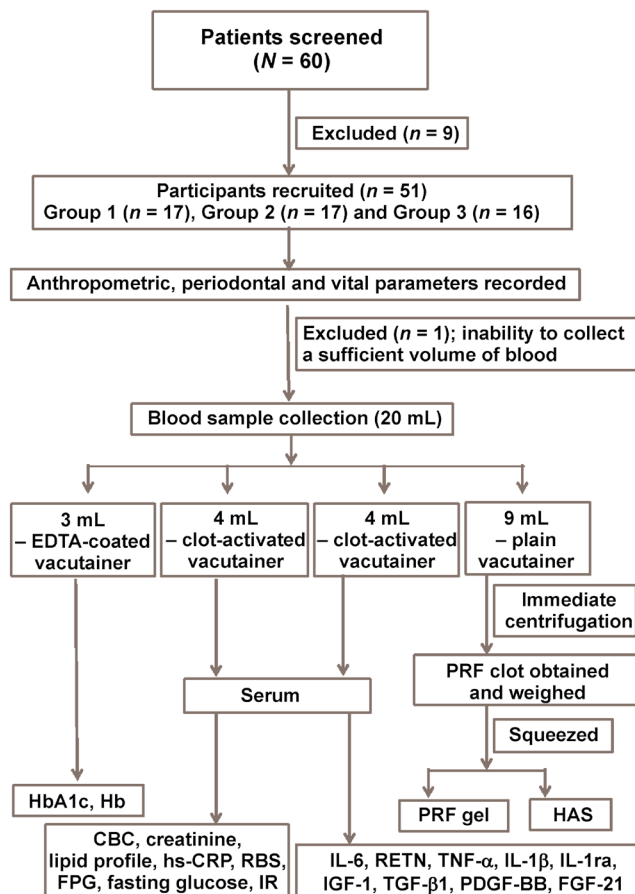 Patients screened
(N = 60)
Excluded (n = 9)
Participants recruited (n = 51)
Group 1 (n = 17), Group 2 (n = 17) and Group 3 (n = 16)
Anthropometric, periodontal and vital parameters recorded
Excluded (n = 1); inability to collect
a sufficient volume of blood
Blood sample collection (20 mL)
3 mL
– EDTA-coated
vacutainer
4 mL
– clot-activated
vacutainer
4 mL
– clot-activated
vacutainer
9 mL
– plain
vacutainer
Immediate
centrifugation
PRF clot obtained
and weighed
Serum
Squeezed
HbA1c, Hb
PRF gel
HAS
CBC, creatinine,
lipid profile, hs-CRP, RBS,
FPG, fasting glucose, IR
IL-6, RETN, TNF-α, IL-1β, IL-1ra,
IGF-1, TGF-β1, PDGF-BB, FGF-21